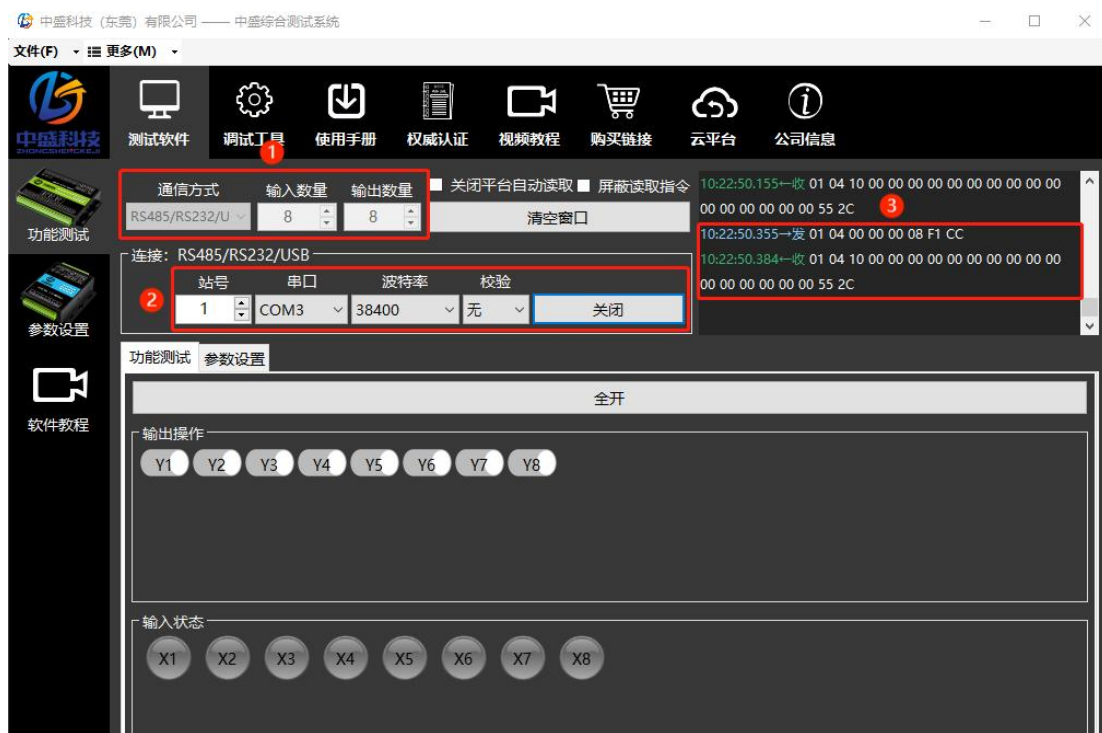 中盛科技（东莞）有限公司 —— 中盛综合测试系统
文件(F) 更多(M)
中盛科技
ZHONGSHENGKEJI
测试软件 调试工具 使用手册 权威认证 视频教程 购买链接 云平台 公司信息
1
通信方式 输入数量 输出数量 关闭平台自动读取 屏蔽读取指令
RS485/RS232/U 8 8 清空窗口
10:22:50.155←收 01 04 10 00 00 00 00 00 00 00 00 00 00
00 00 00 00 00 00 55 2C
3
10:22:50.355→发 01 04 00 00 00 08 F1 CC
10:22:50.384←收 01 04 10 00 00 00 00 00 00 00 00 00 00
00 00 00 00 00 00 55 2C
功能测试
连接：RS485/RS232/USB
站号 串口 波特率 校验
2
1 COM3 38400 无 关闭
参数设置
功能测试 参数设置
全开
软件教程
输出操作
Y1 Y2 Y3 Y4 Y5 Y6 Y7 Y8
输入状态
X1 X2 X3 X4 X5 X6 X7 X8